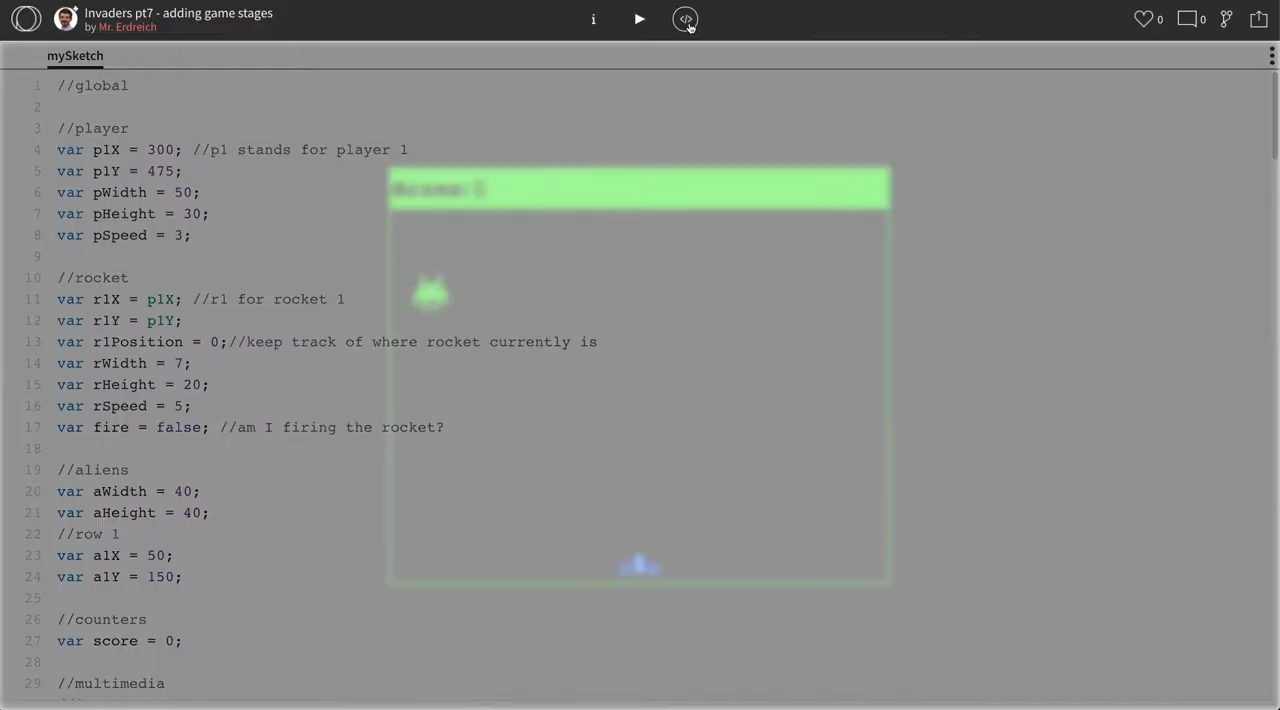 Invaders pt7 - adding game stages
by Mr. Erdreich
i
</>
0
0
mySketch
1 //global
2
3 //player
4 var p1X = 300; //p1 stands for player 1
5 var p1Y = 475;
6 var pWidth = 50;
7 var pHeight = 30;
8 var pSpeed = 3;
9
10 //rocket
11 var r1X = p1X; //r1 for rocket 1
12 var r1Y = p1Y;
13 var r1Position = 0;//keep track of where rocket currently is
14 var rWidth = 7;
15 var rHeight = 20;
16 var rSpeed = 5;
17 var fire = false; //am I firing the rocket?
18
19 //aliens
20 var aWidth = 40;
21 var aHeight = 40;
22 //row 1
23 var a1X = 50;
24 var a1Y = 150;
25
26 //counters
27 var score = 0;
28
29 //multimedia